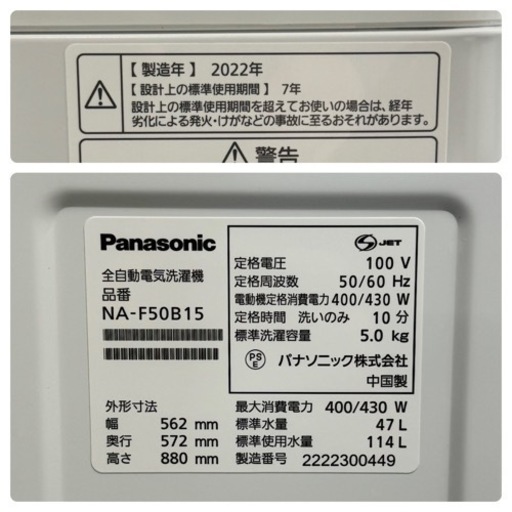 【 製造年 】 2022年
【 設計上の標準使用期間 】 7年
設計上の標準使用期間を超えてお使いの場合は、経年
劣化による発火・けがなどの事故に至るおそれがあります。
警告
Panasonic
全自動電気洗濯機
品番
NA-F50B15
外形寸法
幅 562 mm
奥行 572 mm
高さ 880 mm
S JET
定格電圧 100 V
定格周波数 50/60 Hz
電動機定格消費電力 400/430 W
定格時間 洗いのみ 10 分
標準洗濯容量 5.0 kg
PSE パナソニック株式会社
中国製
最大消費電力 400/430 W
標準水量 47 L
標準使用水量 114 L
製造番号 2222300449